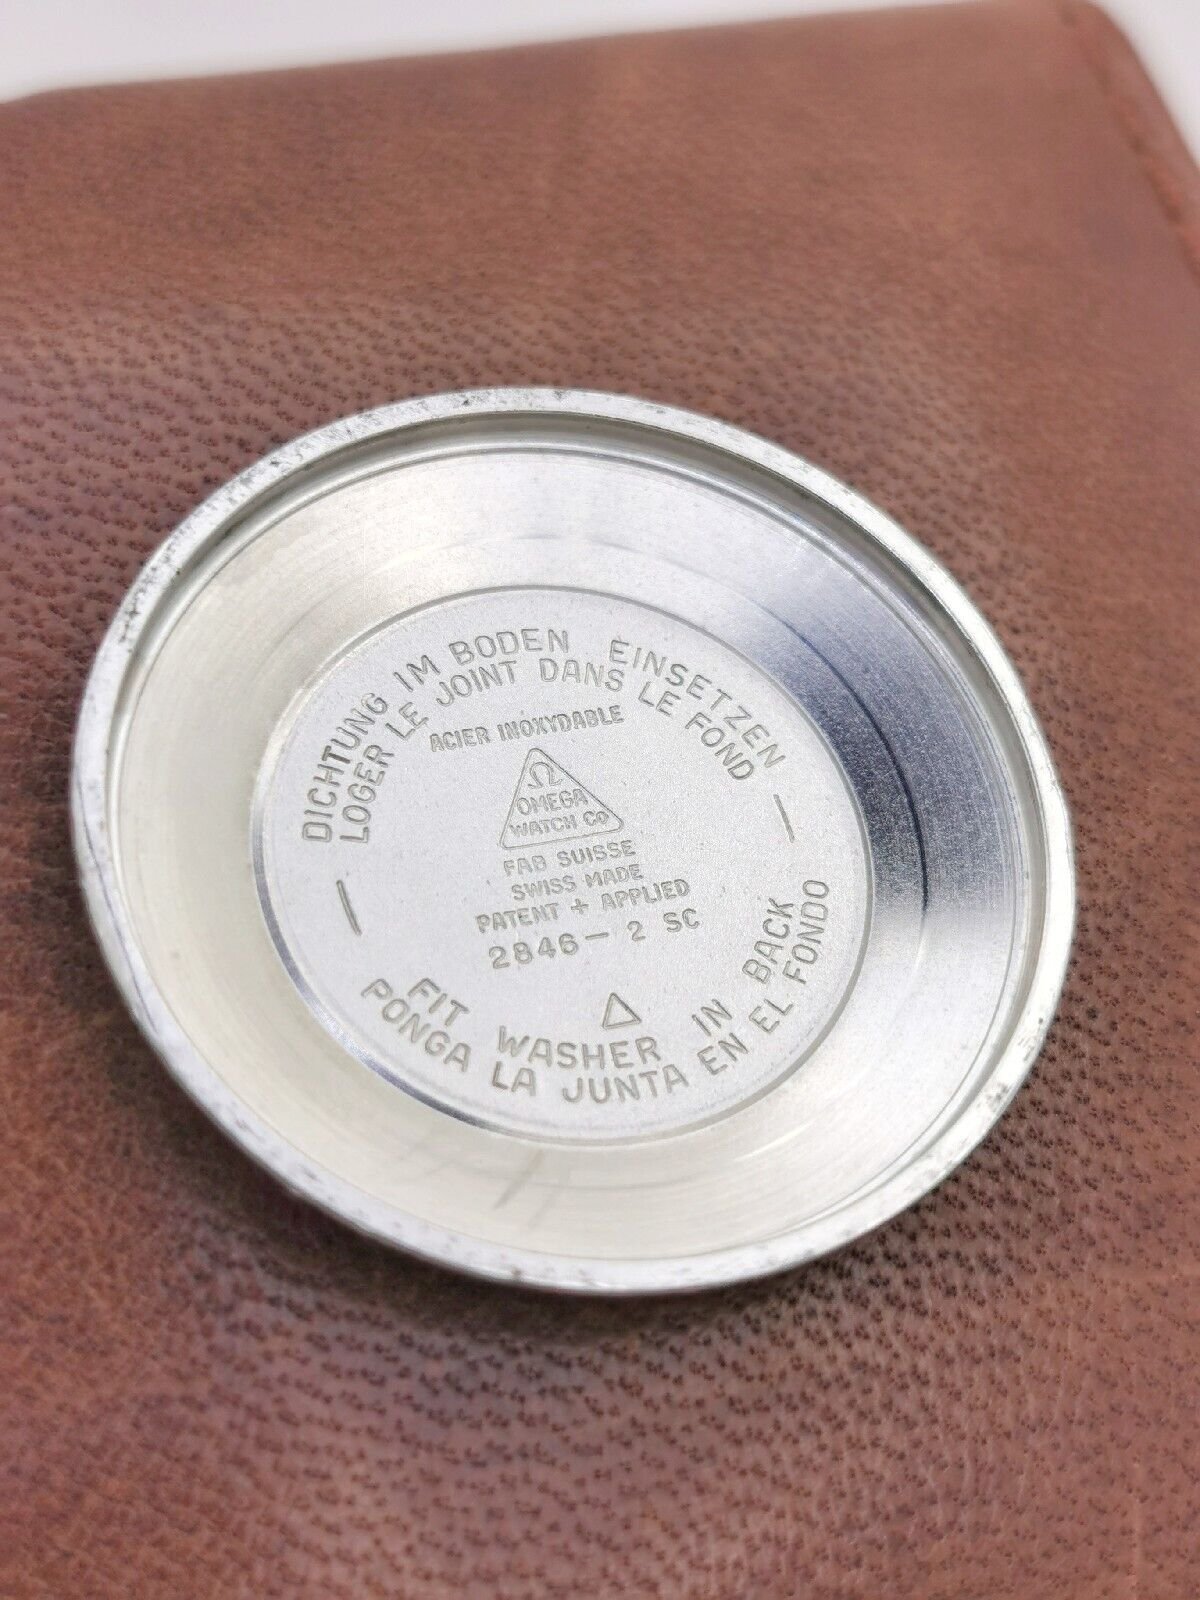 DICHTUNG IM BODEN EINSETZEN
LOGER LE JOINT DANS LE FOND
ACIER INOXYDABLE
Ω
OMEGA
WATCH CO
FAB SUISSE
SWISS MADE
PATENT + APPLIED
2846 - 2 SC
FIT WASHER IN BACK
PONGA LA JUNTA EN EL FONDO